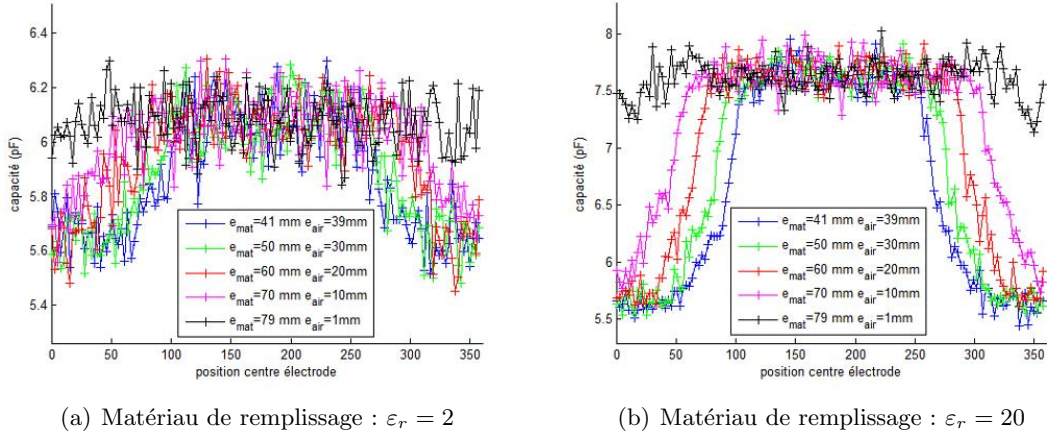 6.4
6.2
6
5.8
5.6
5.4
capacité (pF)
0 50 100 150 200 250 300 350
position centre électrode
e_mat=41 mm e_air=39mm
e_mat=50 mm e_air=30mm
e_mat=60 mm e_air=20mm
e_mat=70 mm e_air=10mm
e_mat=79 mm e_air=1mm
(a) Matériau de remplissage : εr = 2
8
7.5
7
6.5
6
5.5
capacité (pF)
0 50 100 150 200 250 300 350
position centre électrode
e_mat=41 mm e_air=39mm
e_mat=50 mm e_air=30mm
e_mat=60 mm e_air=20mm
e_mat=70 mm e_air=10mm
e_mat=79 mm e_air=1mm
(b) Matériau de remplissage : εr = 20